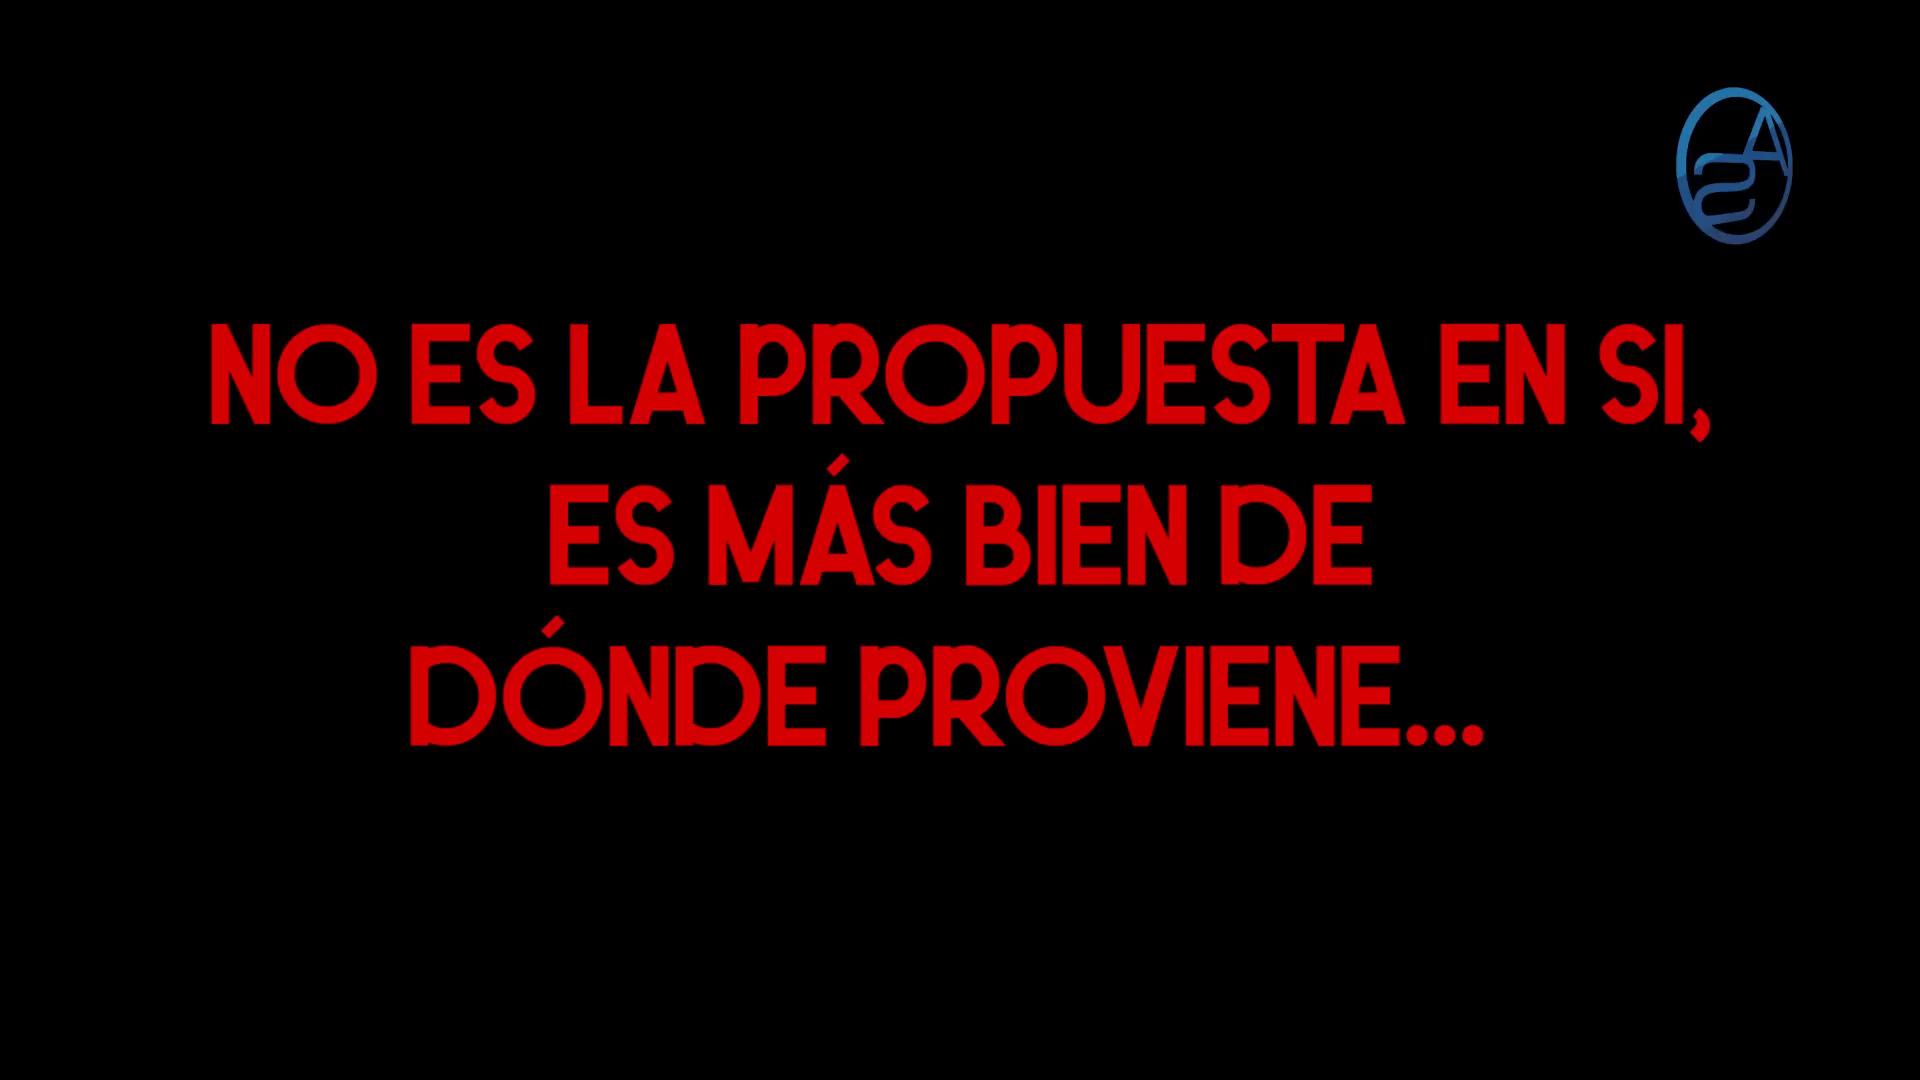 NO ES LA PROPUESTA EN SI,
ES MÁS BIEN DE
DÓNDE PROVIENE...